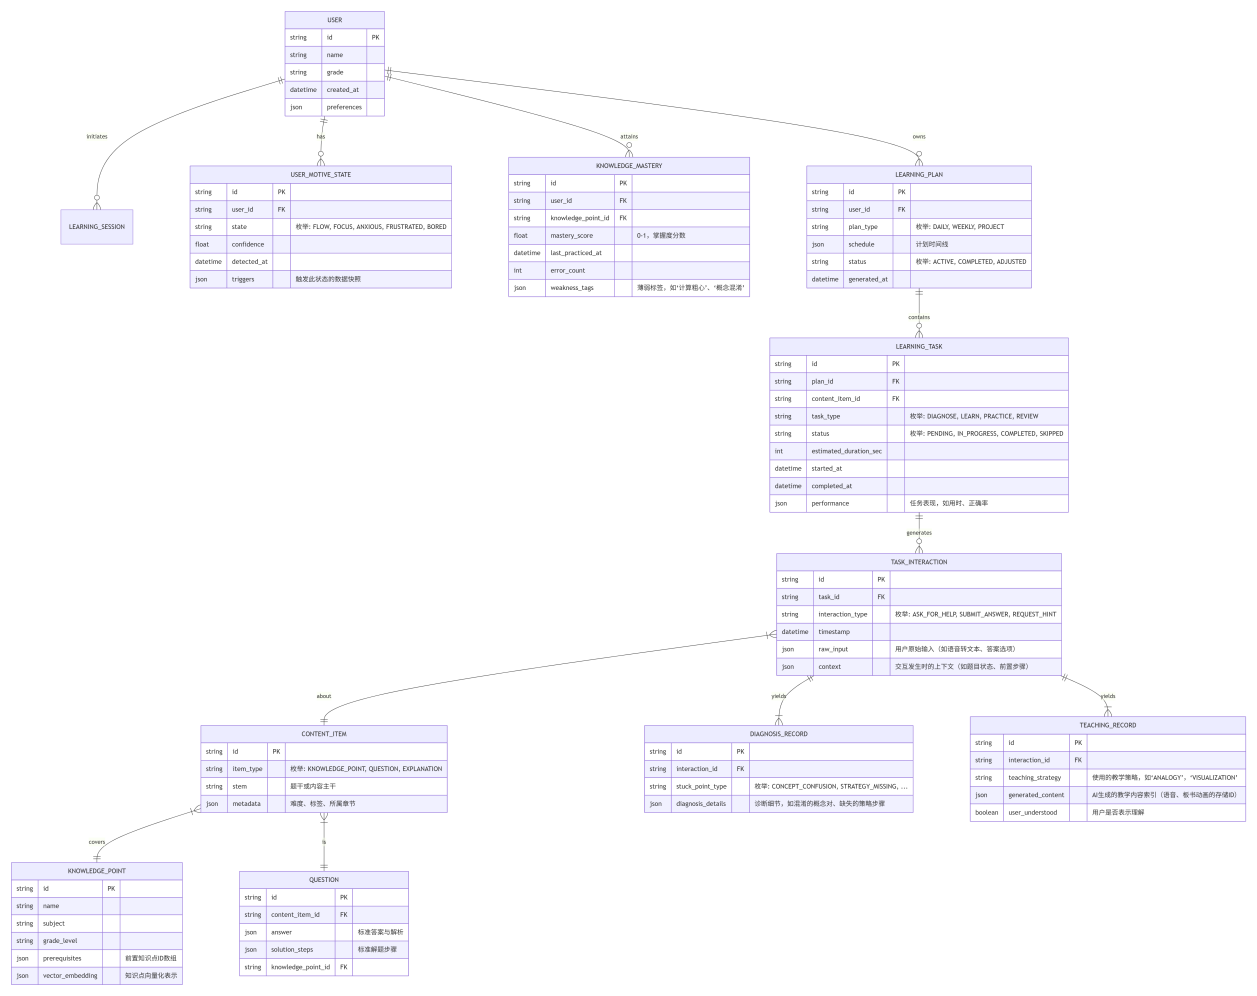 USER
string id PK
string name
string grade
datetime created_at
json preferences
initiates
has
attains
owns
LEARNING_SESSION
USER_MOTIVE_STATE
string id PK
string user_id FK
string state 枚举: FLOW, FOCUS, ANXIOUS, FRUSTRATED, BORED
float confidence
datetime detected_at
json triggers 触发此状态的数据快照
KNOWLEDGE_MASTERY
string id PK
string user_id FK
string knowledge_point_id FK
float mastery_score 0-1，掌握度分数
datetime last_practiced_at
int error_count
json weakness_tags 薄弱标签，如‘计算粗心’、‘概念混淆’
LEARNING_PLAN
string id PK
string user_id FK
string plan_type 枚举: DAILY, WEEKLY, PROJECT
json schedule 计划时间线
string status 枚举: ACTIVE, COMPLETED, ADJUSTED
datetime generated_at
contains
LEARNING_TASK
string id PK
string plan_id FK
string content_item_id FK
string task_type 枚举: DIAGNOSE, LEARN, PRACTICE, REVIEW
string status 枚举: PENDING, IN_PROGRESS, COMPLETED, SKIPPED
int estimated_duration_sec
datetime started_at
datetime completed_at
json performance 任务表现，如用时、正确率
generates
TASK_INTERACTION
string id PK
string task_id FK
string interaction_type 枚举: ASK_FOR_HELP, SUBMIT_ANSWER, REQUEST_HINT
datetime timestamp
json raw_input 用户原始输入（如语音转文本、答案选项）
json context 交互发生时的上下文（如题目状态、前置步骤）
about
yields
yields
CONTENT_ITEM
string id PK
string item_type 枚举: KNOWLEDGE_POINT, QUESTION, EXPLANATION
string stem 题干或内容主干
json metadata 难度、标签、所属章节
DIAGNOSIS_RECORD
string id PK
string interaction_id FK
string stuck_point_type 枚举: CONCEPT_CONFUSION, STRATEGY_MISSING, ...
json diagnosis_details 诊断细节，如混淆的概念对、缺失的策略步骤
TEACHING_RECORD
string id PK
string interaction_id FK
string teaching_strategy 使用的教学策略，如‘ANALOGY’，‘VISUALIZATION’
json generated_content AI生成的教学内容索引（语音、板书动画的存储ID）
boolean user_understood 用户是否表示理解
covers
is
KNOWLEDGE_POINT
string id PK
string name
string subject
string grade_level
json prerequisites 前置知识点ID数组
json vector_embedding 知识点向量化表示
QUESTION
string id PK
string content_item_id FK
json answer 标准答案与解析
json solution_steps 标准解题步骤
string knowledge_point_id FK